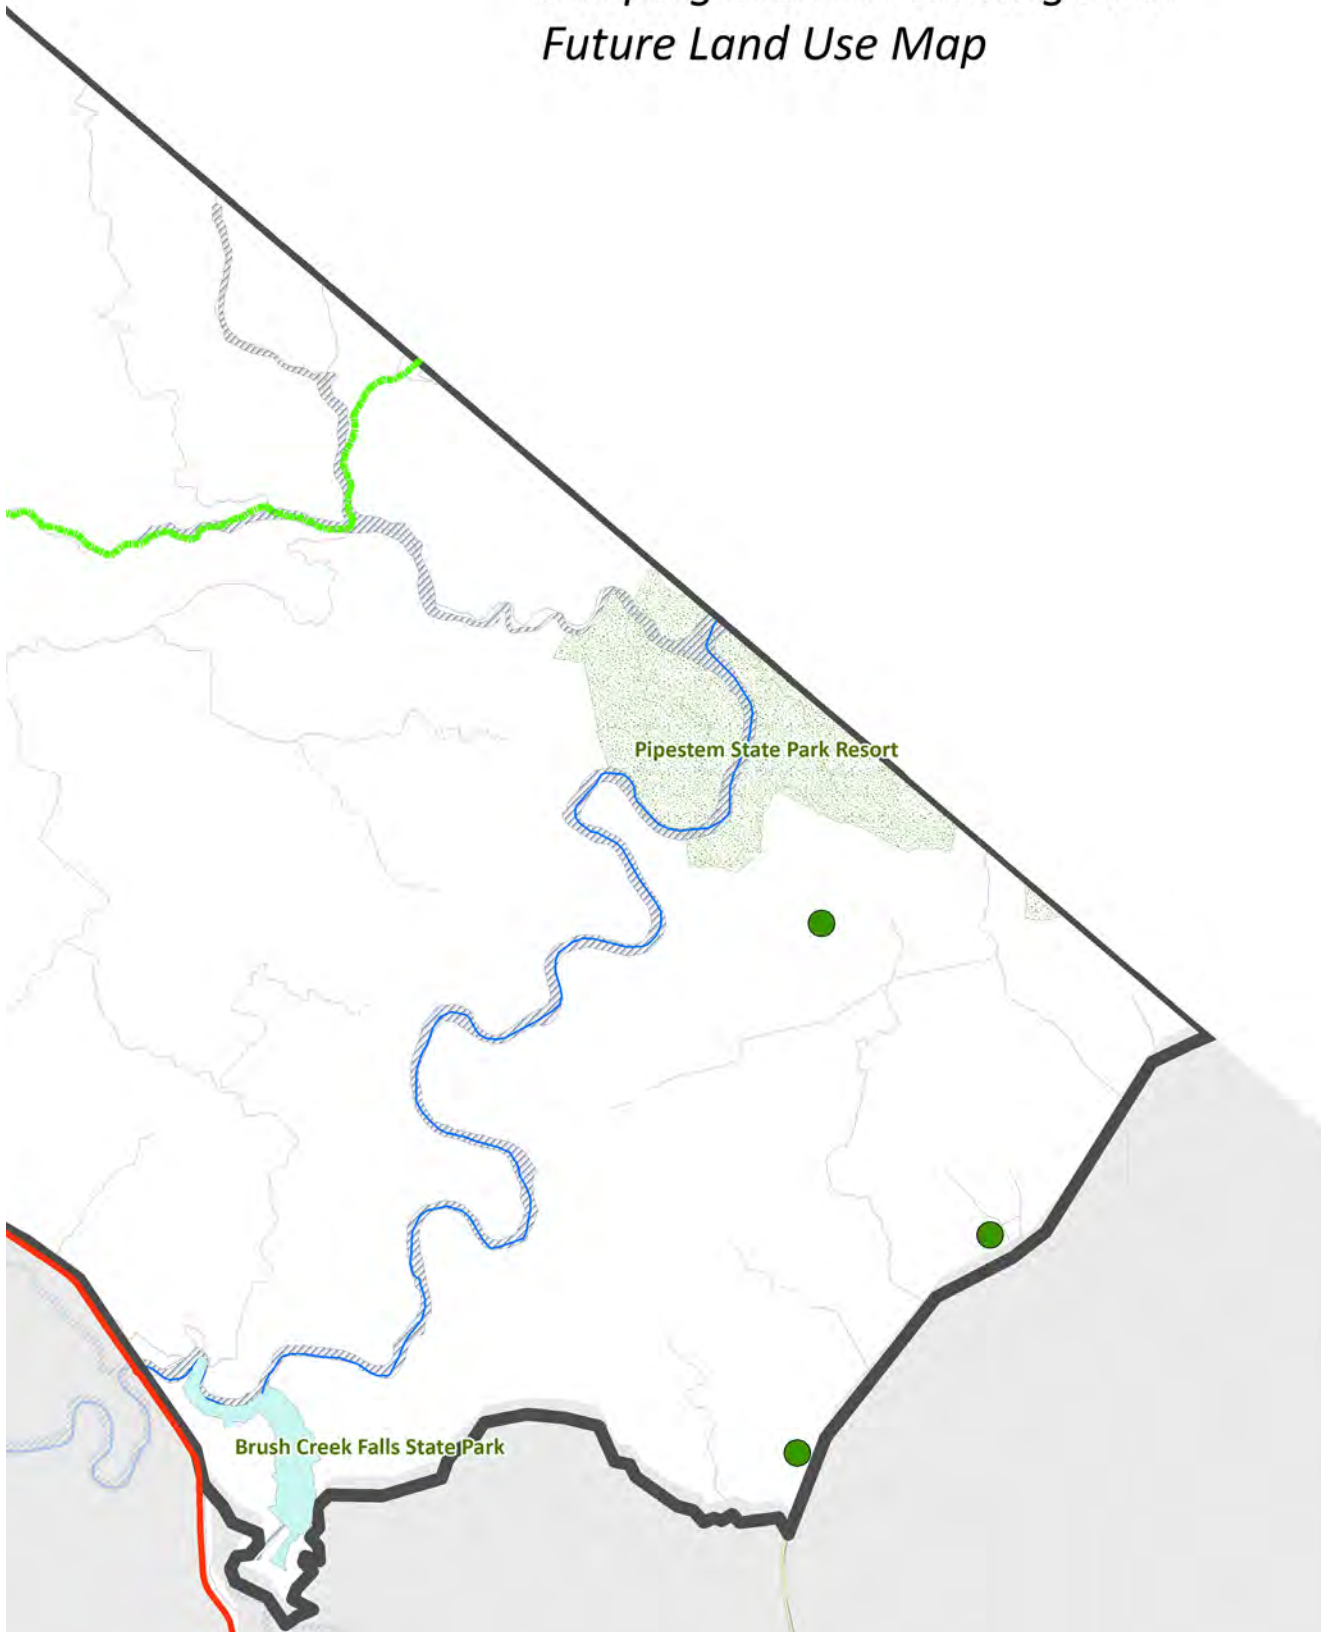 Future Land Use Map
Pipestem State Park Resort
Brush Creek Falls State Park